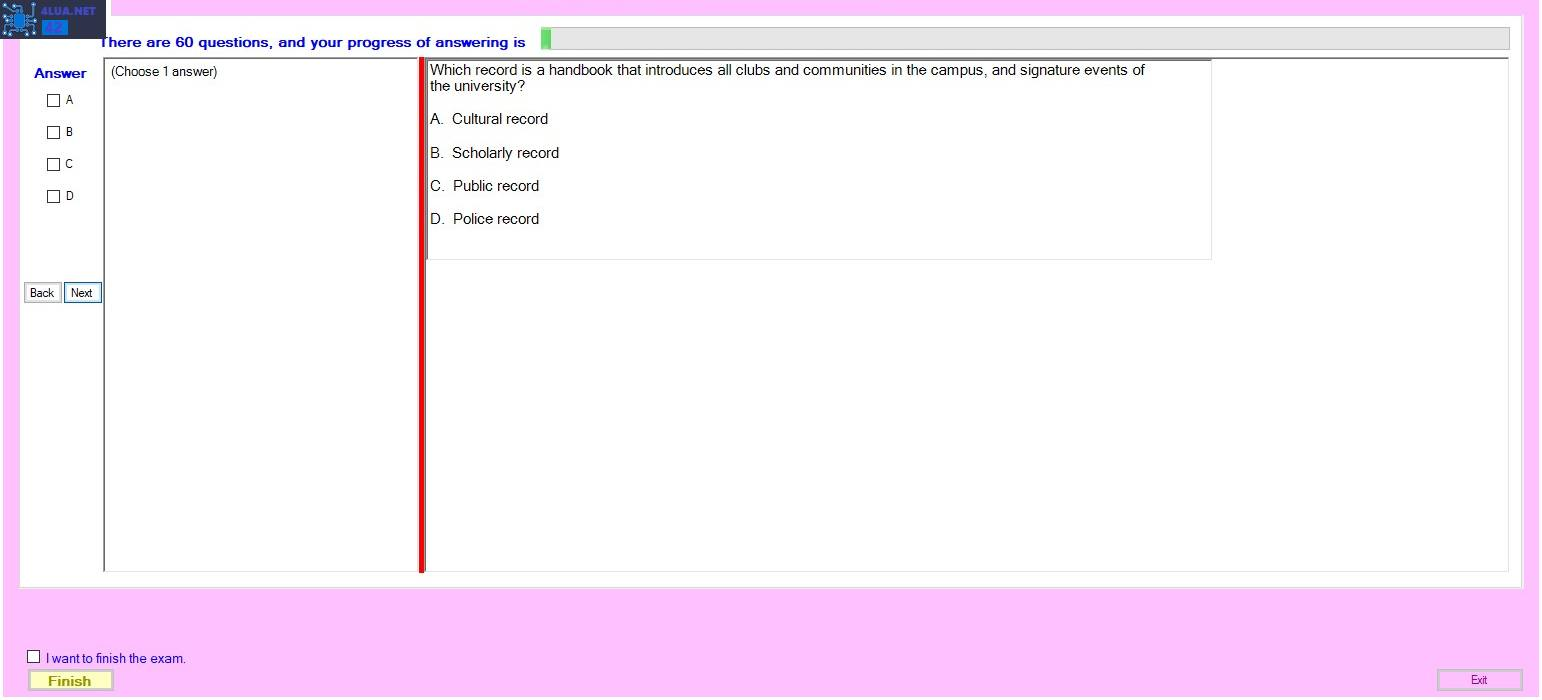 4LUA.NET
42
There are 60 questions, and your progress of answering is
Answer
(Choose 1 answer)
A
B
C
D
Back
Next
Which record is a handbook that introduces all clubs and communities in the campus, and signature events of
the university?
A. Cultural record
B. Scholarly record
C. Public record
D. Police record
I want to finish the exam.
Finish
Exit